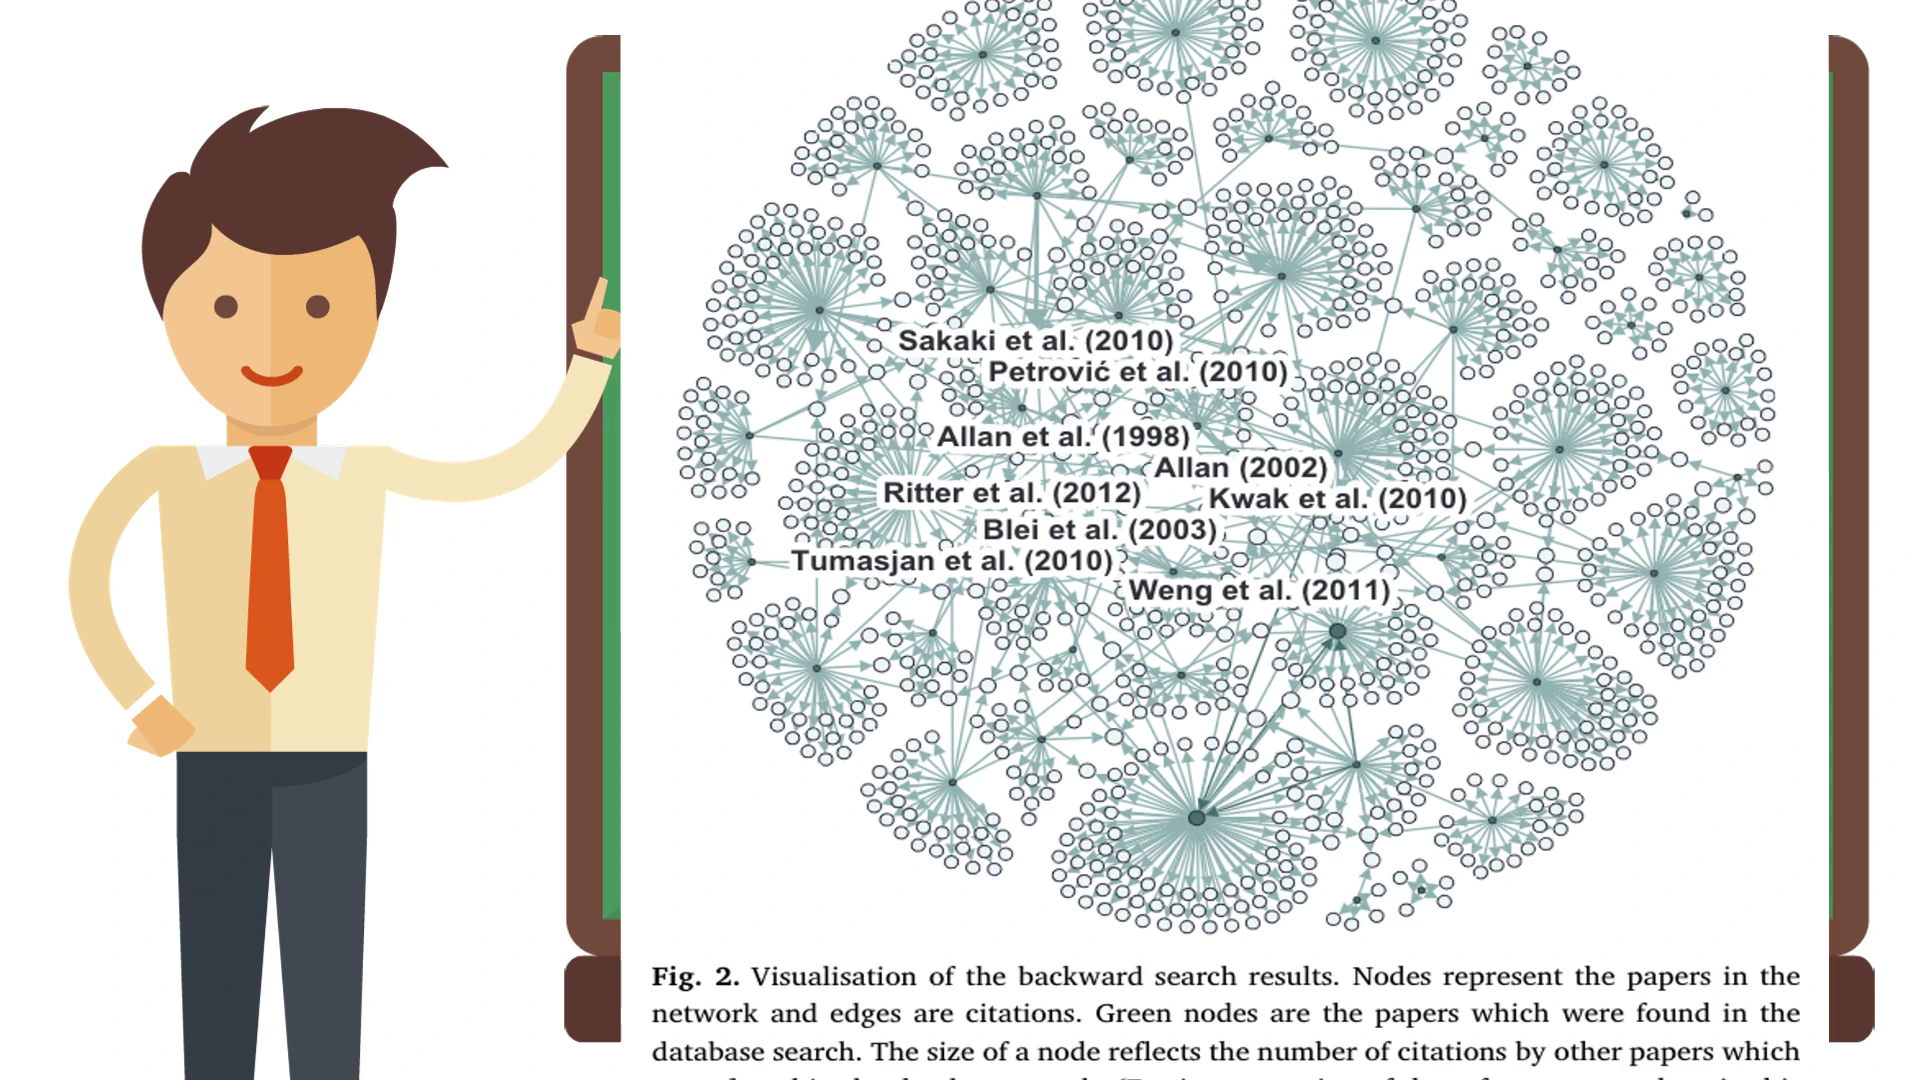 Sakaki et al. (2010)
Petrović et al. (2010)
Allan et al. (1998)
Allan (2002)
Ritter et al. (2012)
Kwak et al. (2010)
Blei et al. (2003)
Tumasjan et al. (2010)
Weng et al. (2011)
Fig. 2. Visualisation of the backward search results. Nodes represent the papers in the
network and edges are citations. Green nodes are the papers which were found in the
database search. The size of a node reflects the number of citations by other papers which